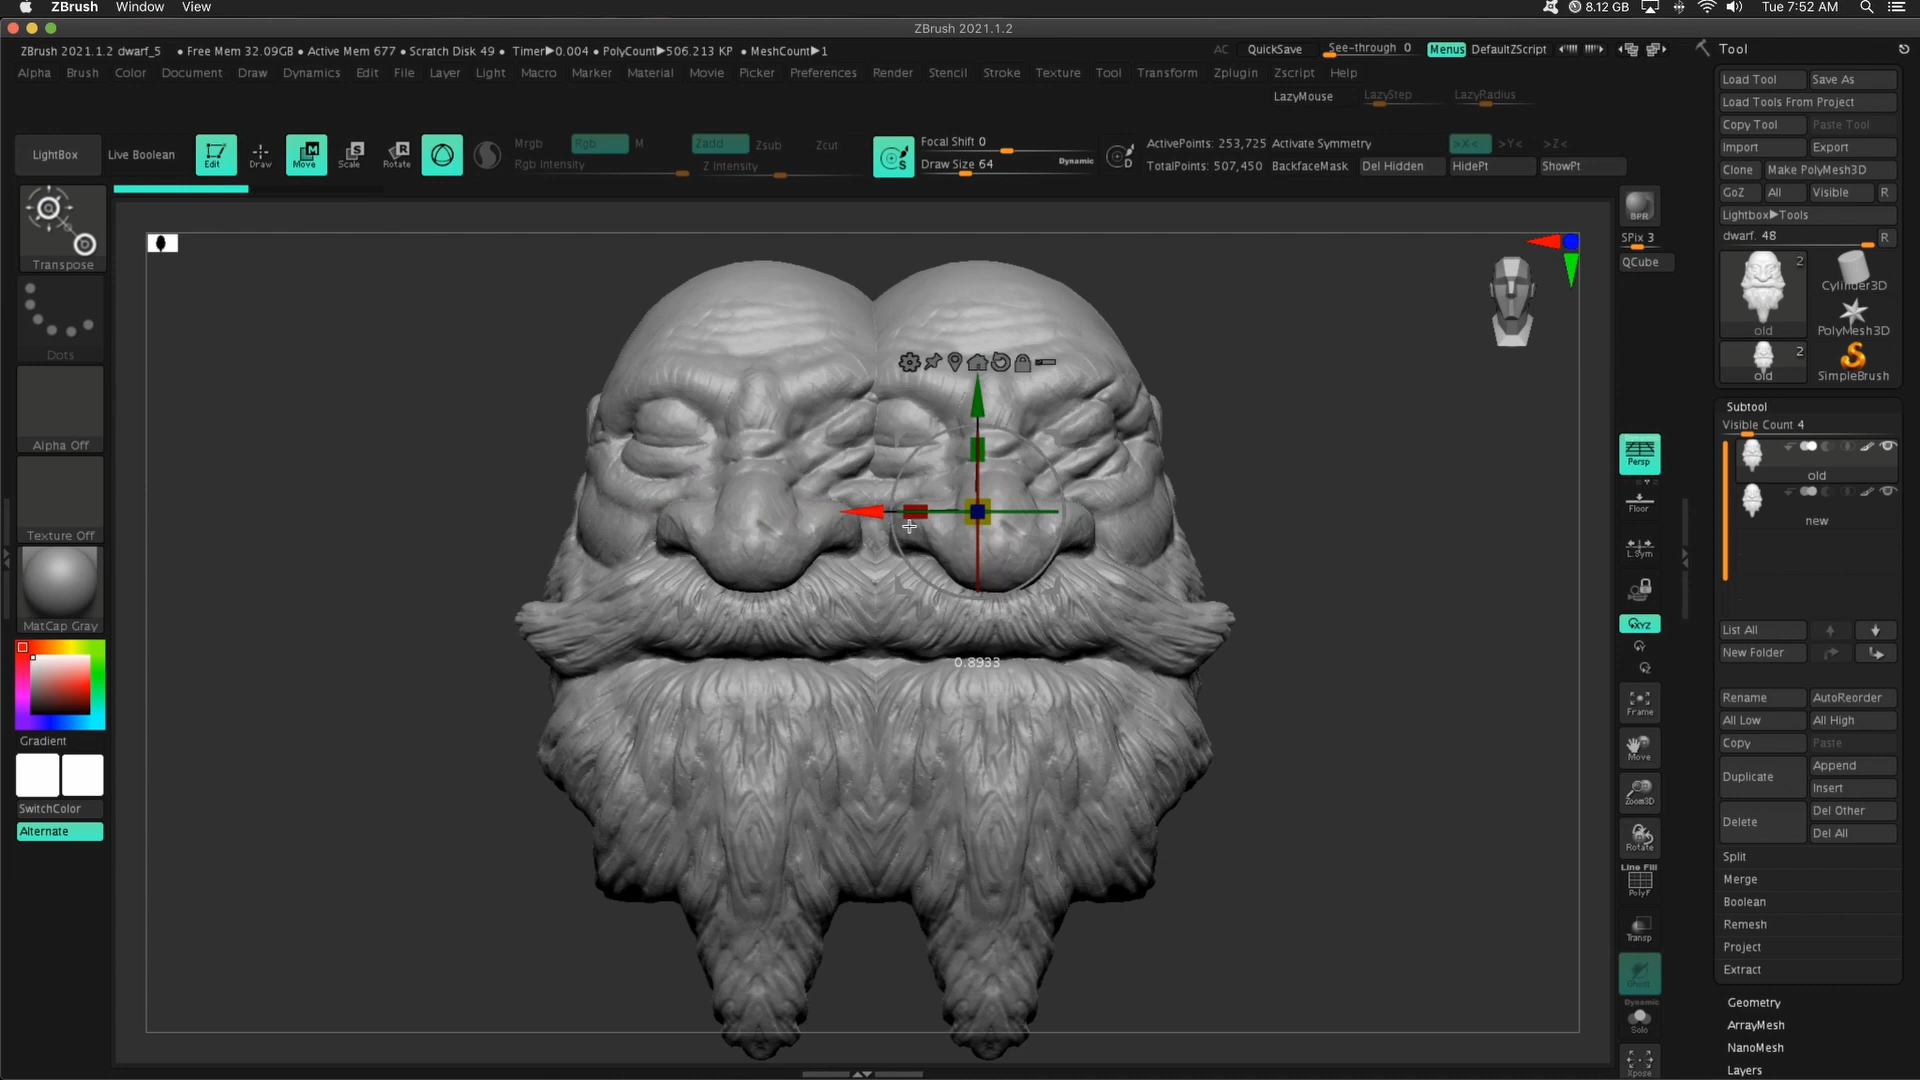 ZBrush Window View 8.12 GB Tue 7:52 AM
ZBrush 2021.1.2
ZBrush 2021.1.2 dwarf_5 • Free Mem 32.09GB • Active Mem 677 • Scratch Disk 49 • Timer▶0.004 • PolyCount▶506.213 KP • MeshCount▶1 AC QuickSave See-through 0 Menus DefaultZScript
Alpha Brush Color Document Draw Dynamics Edit File Layer Light Macro Marker Material Movie Picker Preferences Render Stencil Stroke Texture Tool Transform Zplugin Zscript Help
LazyMouse LazyStep LazyRadius
LightBox
Live Boolean
Edit
Draw
Move
Scale
Rotate
Mrgb Rgb M
Rgb Intensity
Zadd Zsub Zcut
Z Intensity
S
Focal Shift 0
Draw Size 64
Dynamic
D
ActivePoints: 253,725
TotalPoints: 507,450
Activate Symmetry >X< >Y< >Z<
BackfaceMask Del Hidden HidePt ShowPt
Transpose
Dots
Alpha Off
Texture Off
MatCap Gray
Gradient
SwitchColor
Alternate
0.8933
BPR
SPix 3
QCube
Persp
Floor
L.Sym
XYZ
Frame
Move
Zoom3D
Rotate
Line Fill
PolyF
Transp
Ghost
Dynamic
Solo
Xpose
Tool
Load Tool Save As
Load Tools From Project
Copy Tool Paste Tool
Import Export
Clone Make PolyMesh3D
GoZ All Visible R
Lightbox▶Tools
dwarf. 48 R
2
old
Cylinder3D
PolyMesh3D
2
old
SimpleBrush
Subtool
Visible Count 4
old
new
List All
New Folder
Rename AutoReorder
All Low All High
Copy Paste
Duplicate Append
Insert
Delete Del Other
Del All
Split
Merge
Boolean
Remesh
Project
Extract
Geometry
ArrayMesh
NanoMesh
Layers